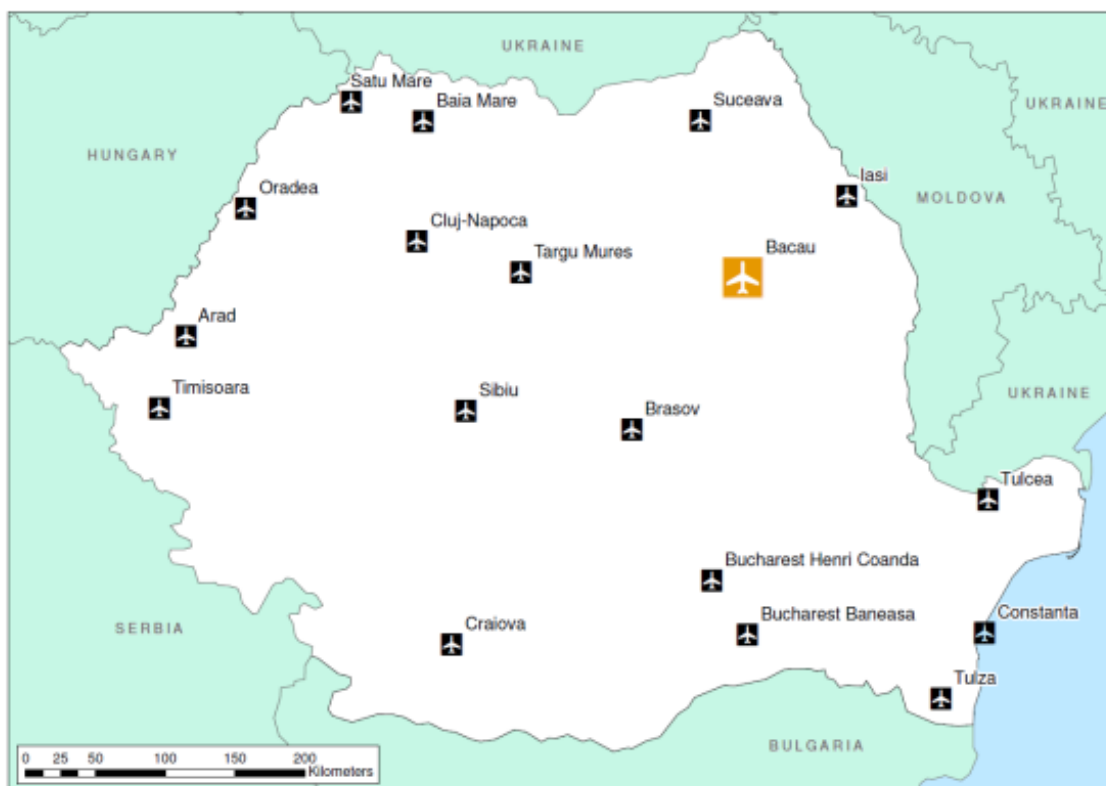 UKRAINE
Satu Mare
Baia Mare
Suceava
UKRAINE
HUNGARY
Iasi
Oradea
MOLDOVA
Cluj-Napoca
Targu Mures
Bacau
Arad
Timisoara
Sibiu
UKRAINE
Brasov
Tulcea
Bucharest Henri Coanda
Bucharest Baneasa
Constanta
Craiova
SERBIA
Tulza
BULGARIA
0 25 50 100 150 200
Kilometers